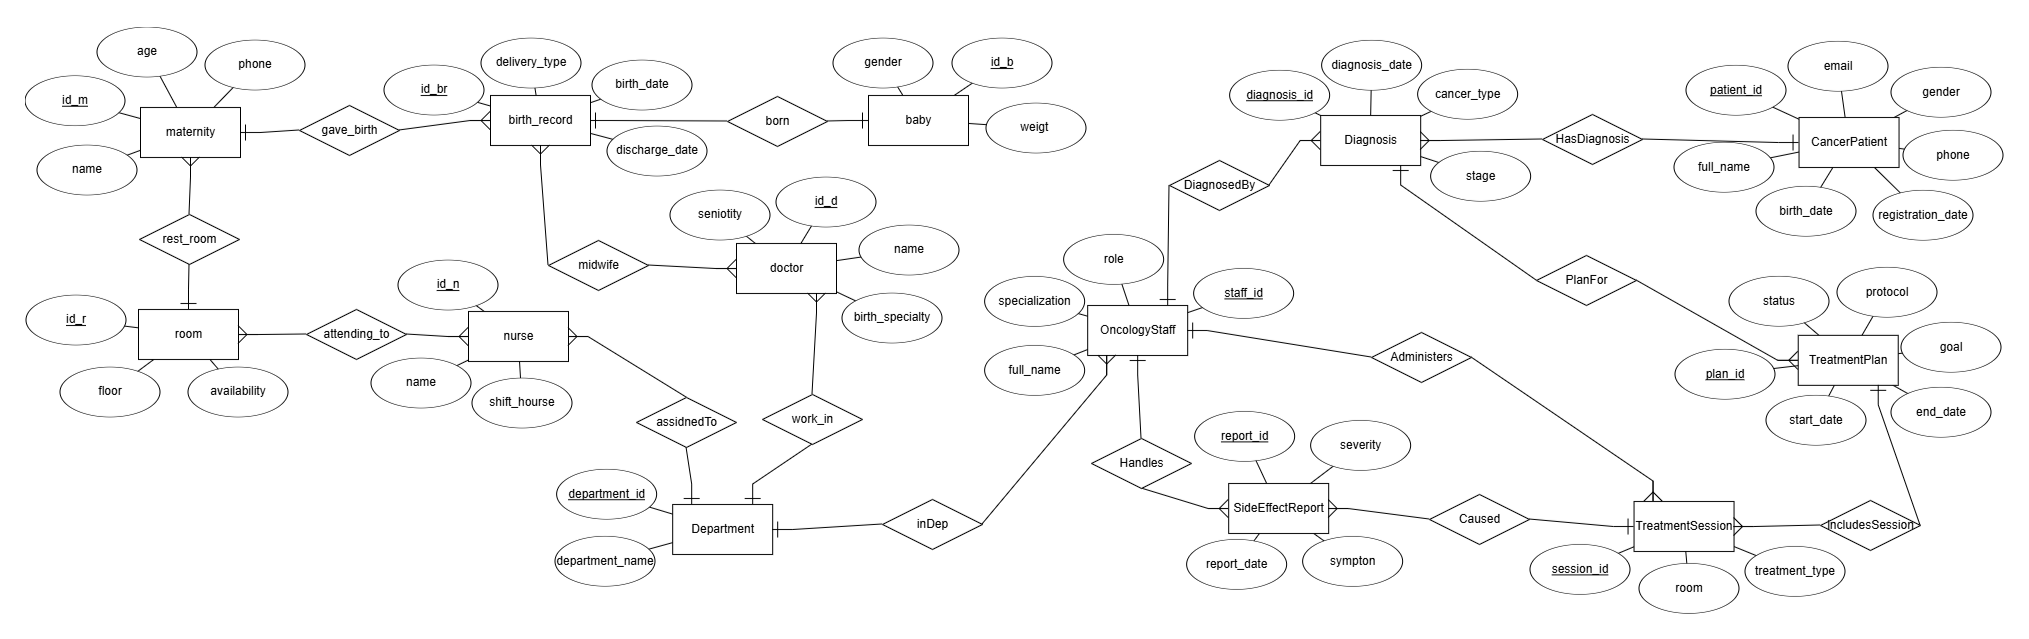 age
phone
id_m
maternity
name
gave_birth
id_br
delivery_type
birth_date
birth_record
discharge_date
born
gender
id_b
baby
weigt
rest_room
midwife
seniotity
id_d
doctor
name
birth_specialty
id_r
room
floor
availability
attending_to
id_n
nurse
name
shift_hourse
assidnedTo
work_in
department_id
Department
department_name
inDep
diagnosis_id
diagnosis_date
cancer_type
Diagnosis
stage
HasDiagnosis
patient_id
email
gender
CancerPatient
phone
full_name
birth_date
registration_date
DiagnosedBy
PlanFor
role
specialization
staff_id
OncologyStaff
full_name
Administers
status
protocol
TreatmentPlan
goal
plan_id
start_date
end_date
Handles
report_id
severity
SideEffectReport
report_date
sympton
Caused
TreatmentSession
IncludesSession
session_id
room
treatment_type